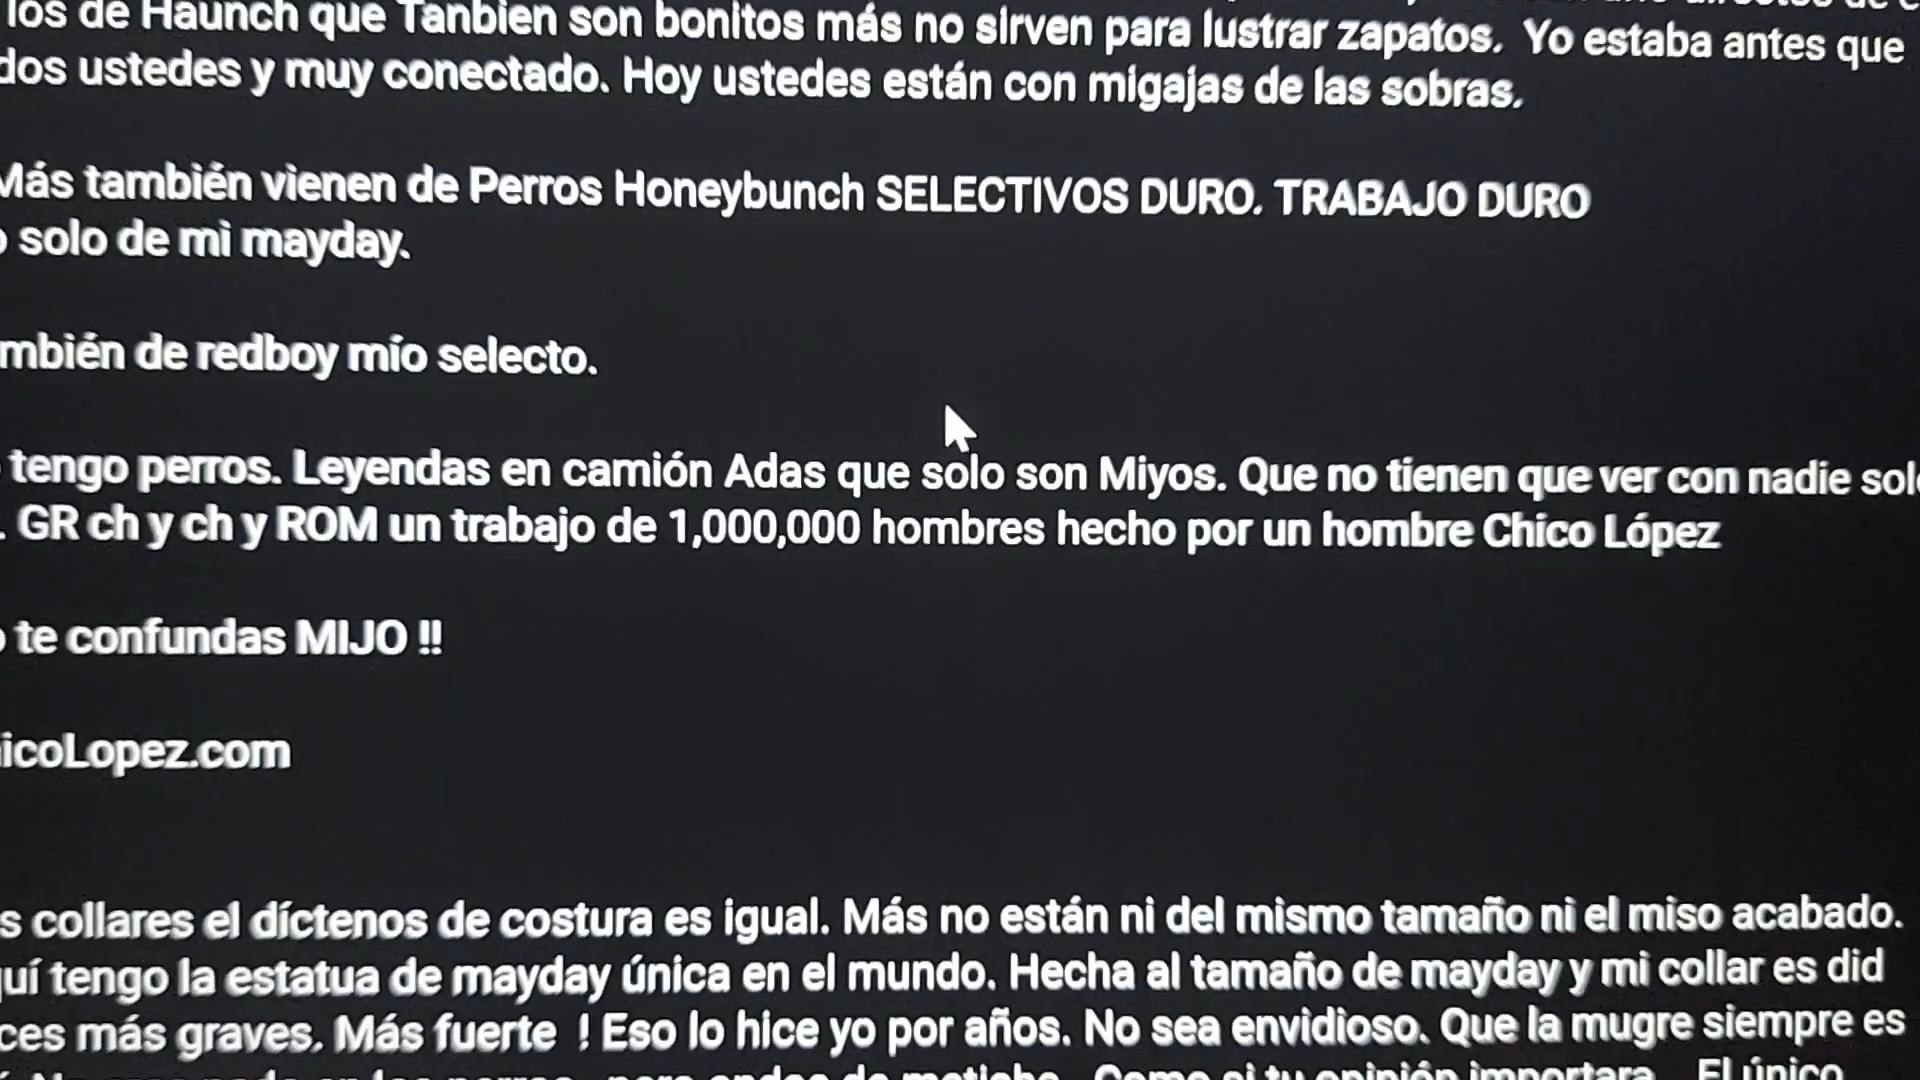 los de Haunch que Tanbien son bonitos más no sirven para lustrar zapatos. Yo estaba antes que
dos ustedes y muy conectado. Hoy ustedes están con migajas de las sobras.
Más también vienen de Perros Honeybunch SELECTIVOS DURO. TRABAJO DURO
solo de mi mayday.
mbién de redboy mío selecto.
tengo perros. Leyendas en camión Adas que solo son Miyos. Que no tienen que ver con nadie solo
. GR ch y ch y ROM un trabajo de 1,000,000 hombres hecho por un hombre Chico López
te confundas MIJO !!
icoLopez.com
s collares el díctenos de costura es igual. Más no están ni del mismo tamaño ni el miso acabado.
uí tengo la estatua de mayday única en el mundo. Hecha al tamaño de mayday y mi collar es did
ces más graves. Más fuerte ! Eso lo hice yo por años. No sea envidioso. Que la mugre siempre es
Como si tu opinión importara El único